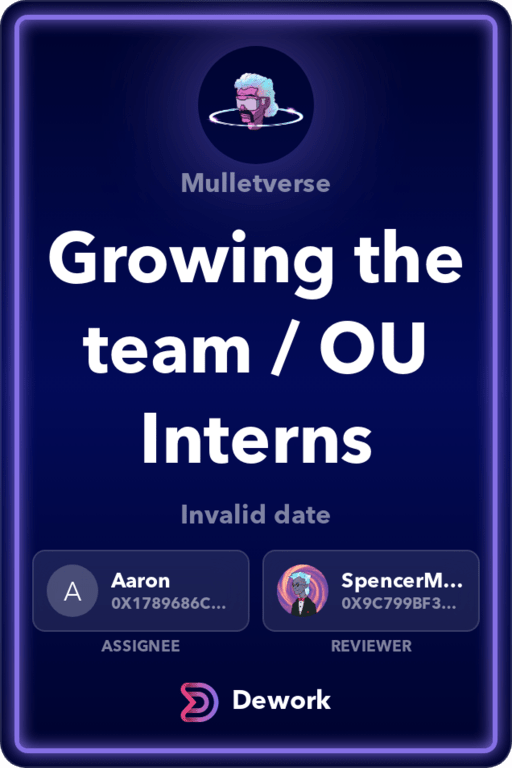 Mulletverse
Growing the
team / OU
Interns
Invalid date
A
Aaron
0X1789686C...
SpencerM...
0X9C799BF3...
ASSIGNEE
REVIEWER
Dework